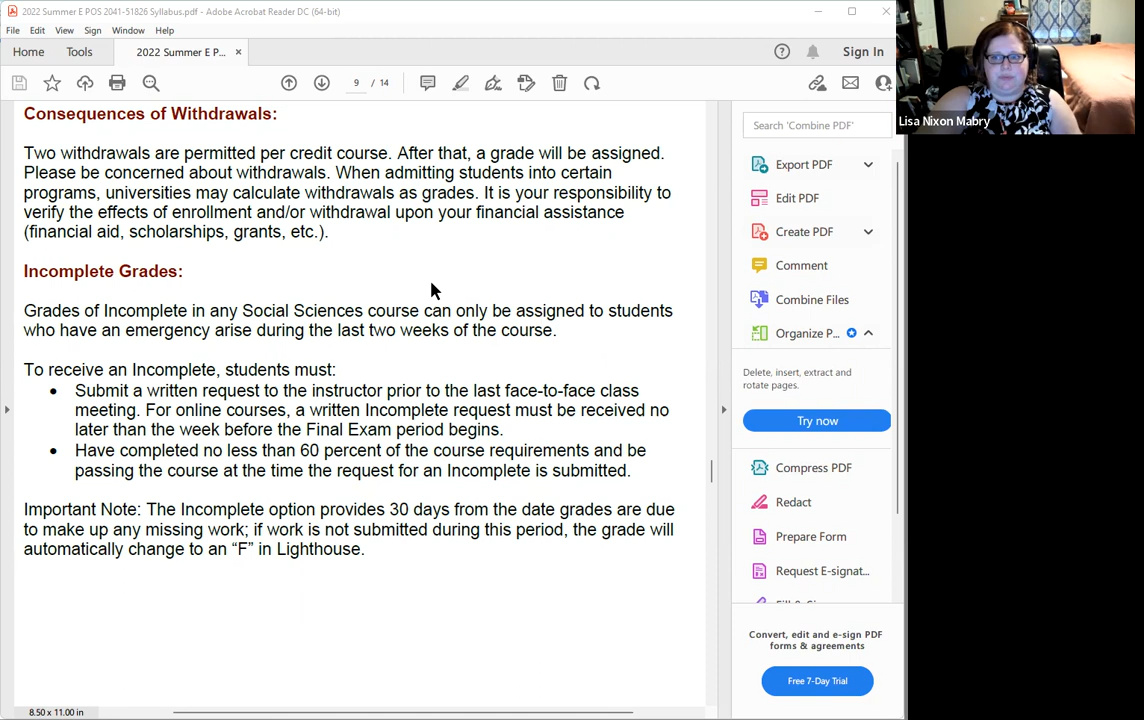 2022 Summer E POS 2041-51826 Syllabus.pdf - Adobe Acrobat Reader DC (64-bit)
File Edit View Sign Window Help
Home Tools 2022 Summer E P... × Sign In
9 / 14
Lisa Nixon Mabry
Consequences of Withdrawals:
Two withdrawals are permitted per credit course. After that, a grade will be assigned.
Please be concerned about withdrawals. When admitting students into certain
programs, universities may calculate withdrawals as grades. It is your responsibility to
verify the effects of enrollment and/or withdrawal upon your financial assistance
(financial aid, scholarships, grants, etc.).
Incomplete Grades:
Grades of Incomplete in any Social Sciences course can only be assigned to students
who have an emergency arise during the last two weeks of the course.
To receive an Incomplete, students must:
• Submit a written request to the instructor prior to the last face-to-face class
meeting. For online courses, a written Incomplete request must be received no
later than the week before the Final Exam period begins.
• Have completed no less than 60 percent of the course requirements and be
passing the course at the time the request for an Incomplete is submitted.
Important Note: The Incomplete option provides 30 days from the date grades are due
to make up any missing work; if work is not submitted during this period, the grade will
automatically change to an “F” in Lighthouse.
8.50 x 11.00 in
Search 'Combine PDF'
Export PDF
Edit PDF
Create PDF
Comment
Combine Files
Organize P...
Delete, insert, extract and
rotate pages.
Try now
Compress PDF
Redact
Prepare Form
Request E-signat...
Convert, edit and e-sign PDF
forms & agreements
Free 7-Day Trial